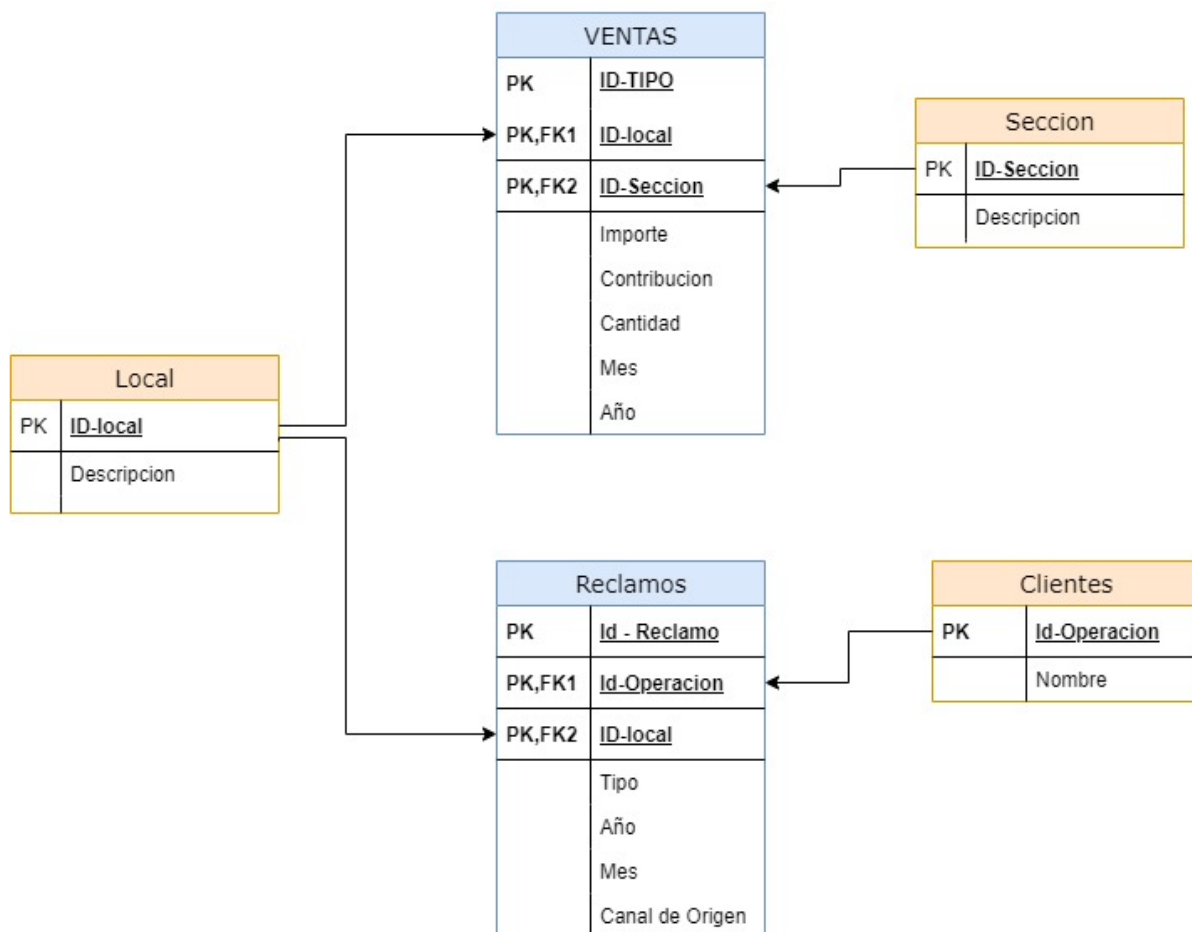 VENTAS
PK ID-TIPO
PK,FK1 ID-local
PK,FK2 ID-Seccion
Importe
Contribucion
Cantidad
Mes
Año
Seccion
PK ID-Seccion
Descripcion
Local
PK ID-local
Descripcion
Reclamos
PK Id - Reclamo
PK,FK1 Id-Operacion
PK,FK2 ID-local
Tipo
Año
Mes
Canal de Origen
Clientes
PK Id-Operacion
Nombre